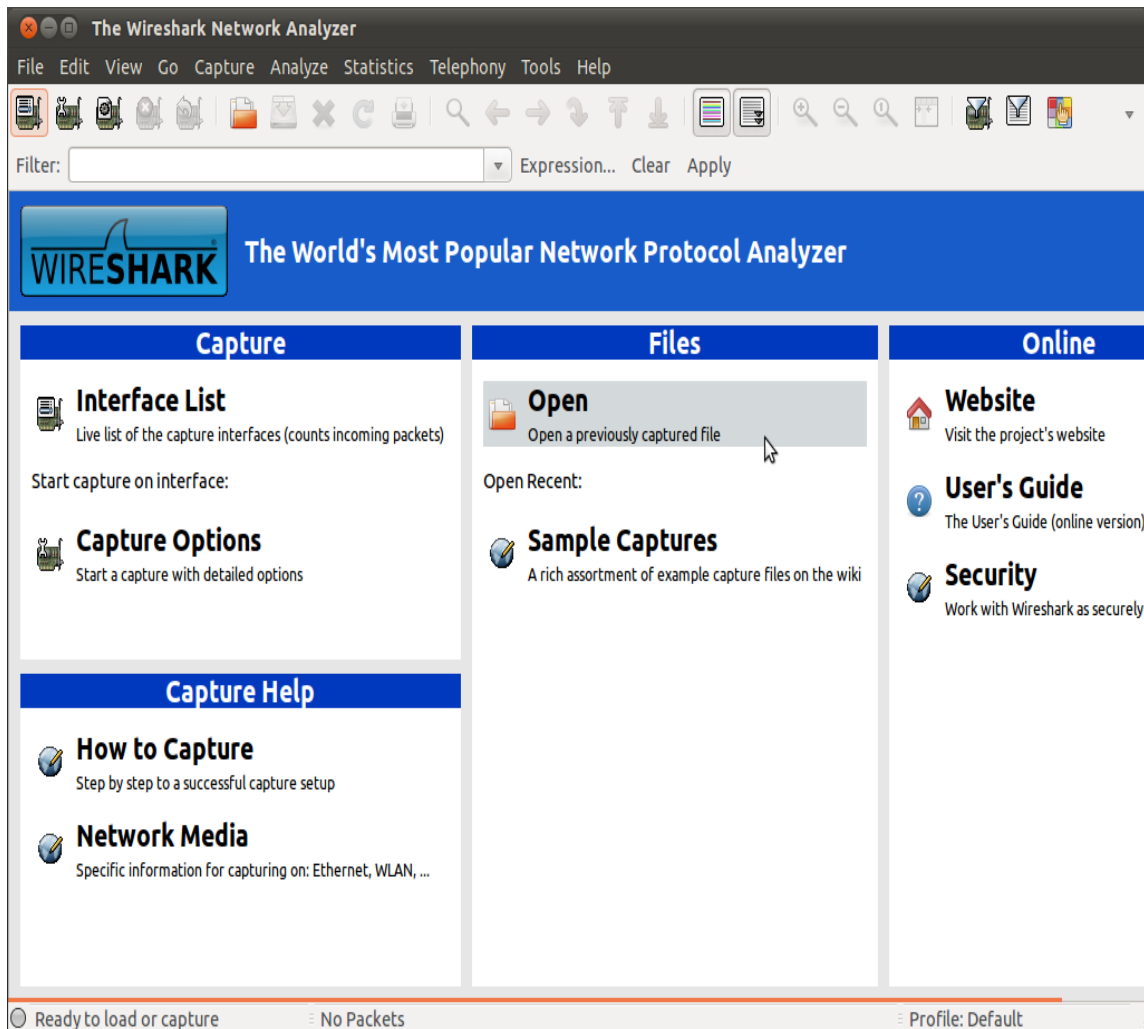 The Wireshark Network Analyzer
File Edit View Go Capture Analyze Statistics Telephony Tools Help
Filter: Expression... Clear Apply
WIRESHARK® The World's Most Popular Network Protocol Analyzer
Capture
Interface List
Live list of the capture interfaces (counts incoming packets)
Start capture on interface:
Capture Options
Start a capture with detailed options
Capture Help
How to Capture
Step by step to a successful capture setup
Network Media
Specific information for capturing on: Ethernet, WLAN, ...
Files
Open
Open a previously captured file
Open Recent:
Sample Captures
A rich assortment of example capture files on the wiki
Online
Website
Visit the project's website
User's Guide
The User's Guide (online version)
Security
Work with Wireshark as securely
Ready to load or capture No Packets Profile: Default